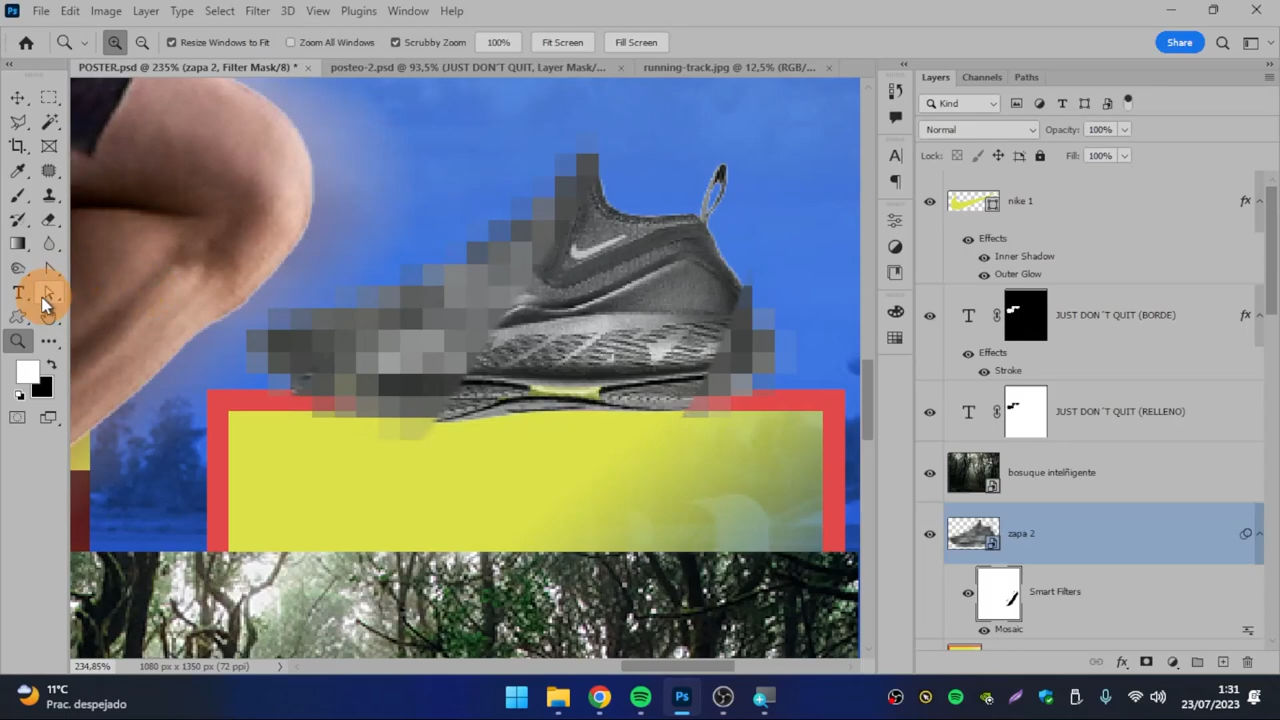 Ps File Edit Image Layer Type Select Filter 3D View Plugins Window Help
Resize Windows to Fit Zoom All Windows Scrubby Zoom 100% Fit Screen Fill Screen Share
POSTER.psd @ 235% (zapa 2, Filter Mask/8) * × posteo-2.psd @ 93,5% (JUST DON´T QUIT, Layer Mask/... × running-track.jpg @ 12,5% (RGB/... ×
Layers Channels Paths
Kind
Normal Opacity: 100%
Lock: Fill: 100%
nike 1 fx
Effects
Inner Shadow
Outer Glow
JUST DON´T QUIT (BORDE) fx
Effects
Stroke
JUST DON´T QUIT (RELLENO)
bosuque intelñigente
zapa 2
Smart Filters
Mosaic
234,85% 1080 px x 1350 px (72 ppi)
11°C
Prac. despejado
Ps
1:31
23/07/2023